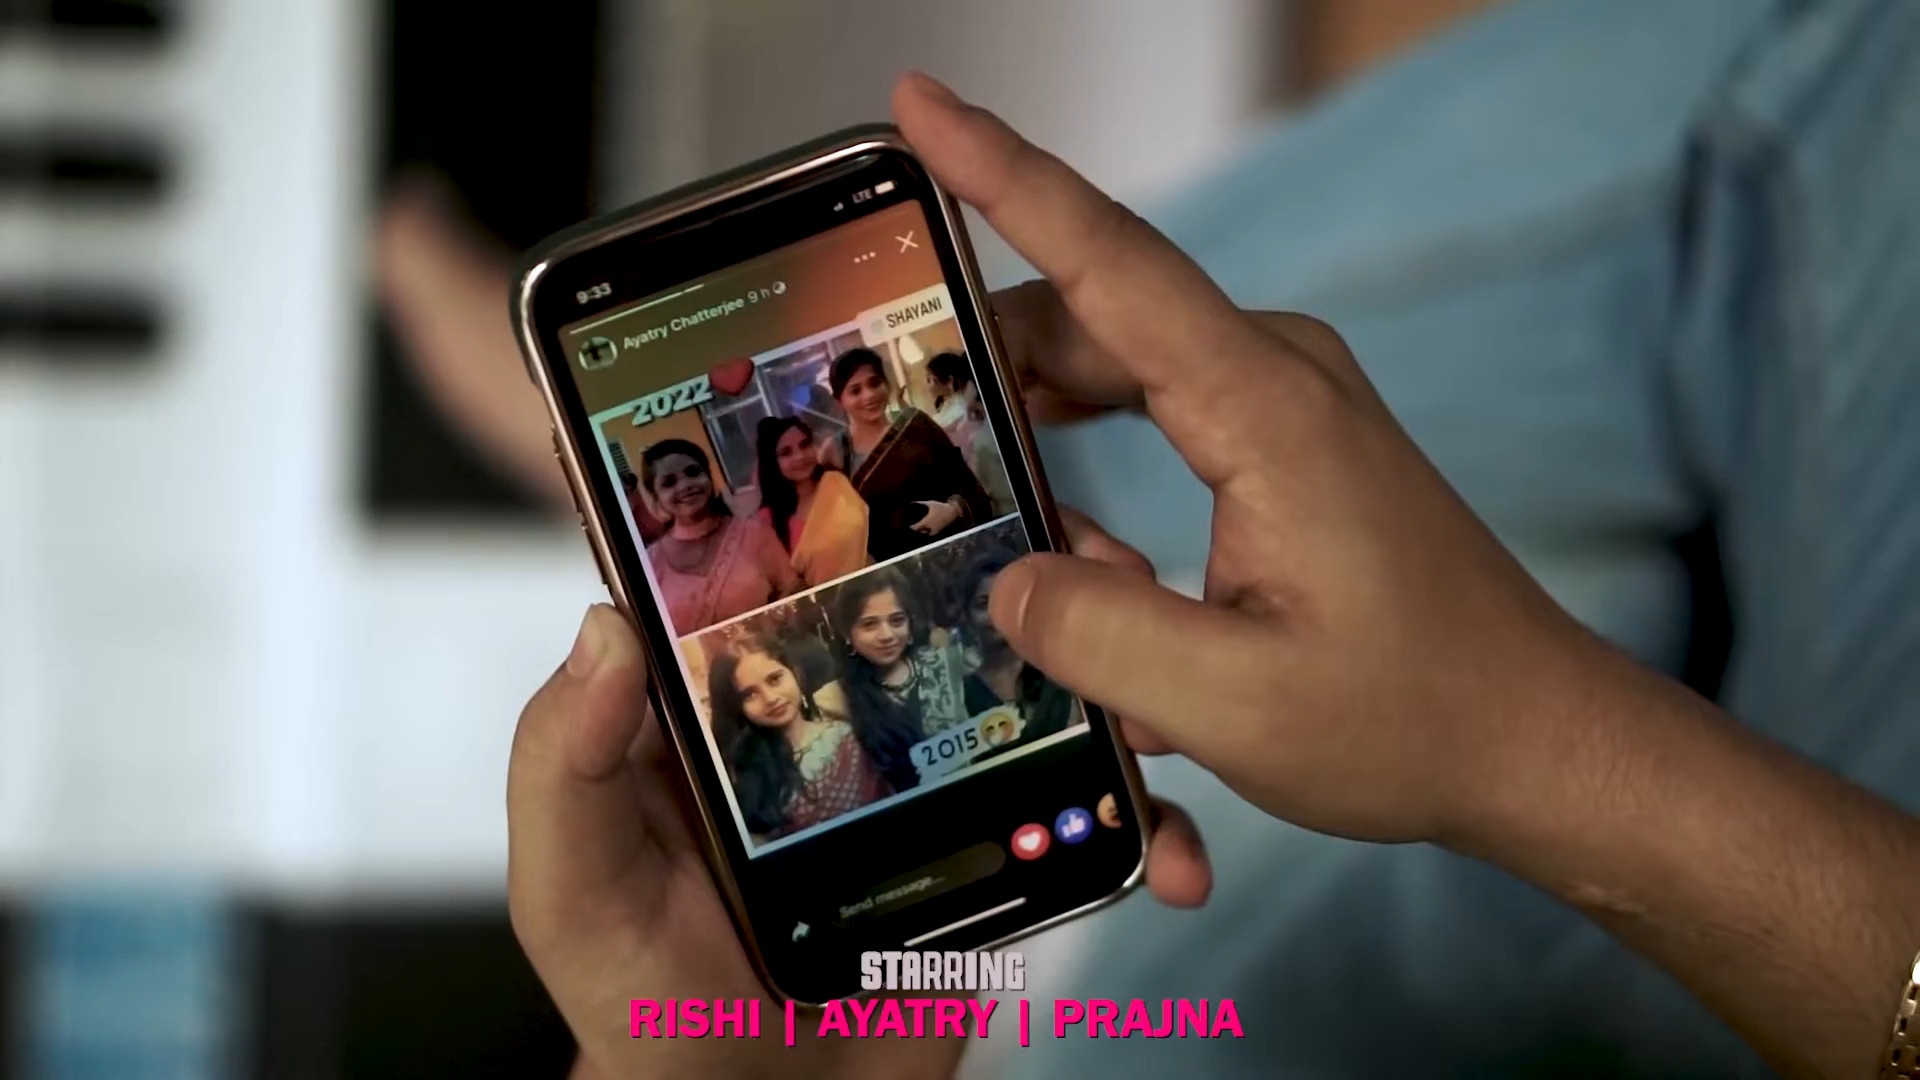 LTE
9:33
Ayatry Chatterjee 9 h
SHAYANI
2022
2015
Send message...
STARRING
RISHI | AYATRY | PRAJNA